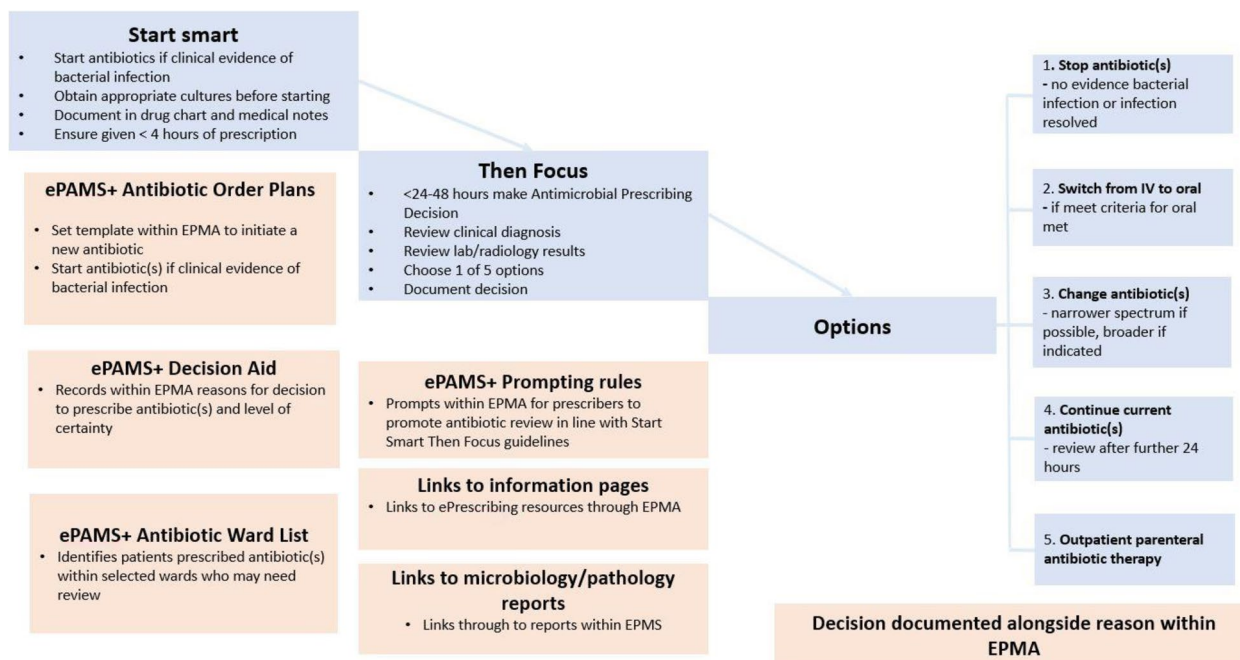 Start smart
• Start antibiotics if clinical evidence of
bacterial infection
• Obtain appropriate cultures before starting
• Document in drug chart and medical notes
• Ensure given < 4 hours of prescription
ePAMS+ Antibiotic Order Plans
• Set template within EPMA to initiate a
new antibiotic
• Start antibiotic(s) if clinical evidence of
bacterial infection
ePAMS+ Decision Aid
• Records within EPMA reasons for decision
to prescribe antibiotic(s) and level of
certainty
ePAMS+ Antibiotic Ward List
• Identifies patients prescribed antibiotic(s)
within selected wards who may need
review
Then Focus
• <24-48 hours make Antimicrobial Prescribing
Decision
• Review clinical diagnosis
• Review lab/radiology results
• Choose 1 of 5 options
• Document decision
ePAMS+ Prompting rules
• Prompts within EPMA for prescribers to
promote antibiotic review in line with Start
Smart Then Focus guidelines
Links to information pages
• Links to ePrescribing resources through EPMA
Links to microbiology/pathology
reports
• Links through to reports within EPMS
Options
1. Stop antibiotic(s)
- no evidence bacterial
infection or infection
resolved
2. Switch from IV to oral
- if meet criteria for oral
met
3. Change antibiotic(s)
- narrower spectrum if
possible, broader if
indicated
4. Continue current
antibiotic(s)
- review after further 24
hours
5. Outpatient parenteral
antibiotic therapy
Decision documented alongside reason within
EPMA